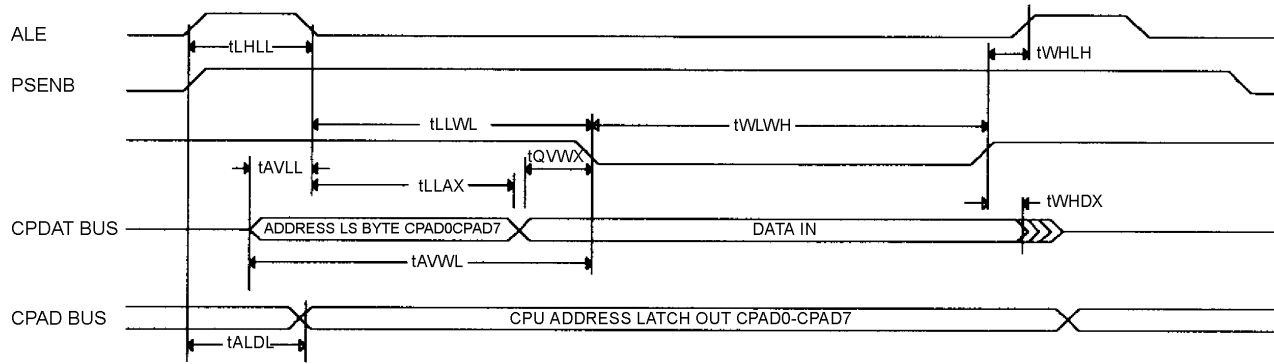 ALE
tLHLL
tWHLH
PSENB
tLLWL
tWLWH
tAVLL
tQVWX
tLLAX
tWHDX
CPDAT BUS
ADDRESS LS BYTE CPAD0CPAD7
DATA IN
tAVWL
CPAD BUS
CPU ADDRESS LATCH OUT CPAD0-CPAD7
tALDL